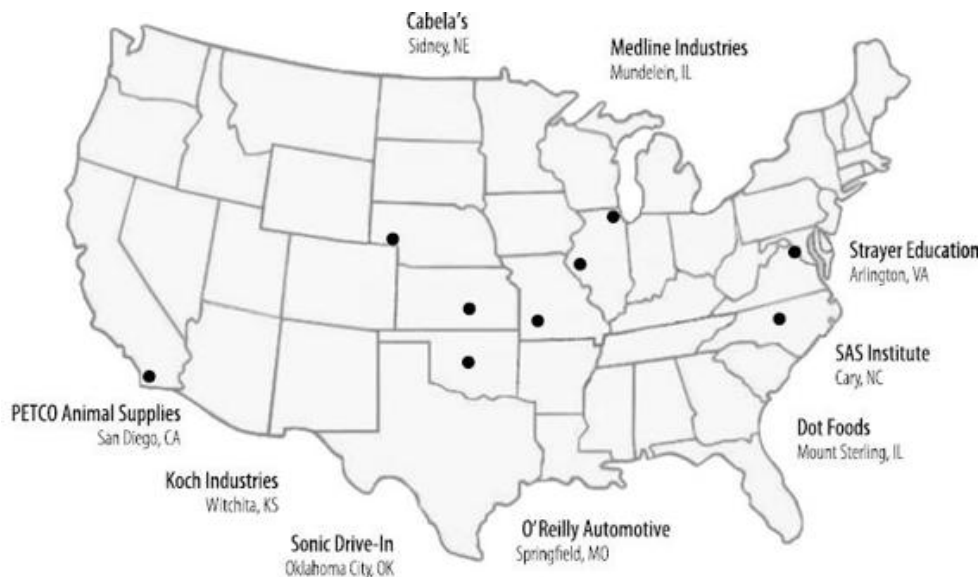 Cabela's
Sidney, NE
Medline Industries
Mundelein, IL
Strayer Education
Arlington, VA
SAS Institute
Cary, NC
PETCO Animal Supplies
San Diego, CA
Dot Foods
Mount Sterling, IL
Koch Industries
Witchita, KS
O'Reilly Automotive
Springfield, MO
Sonic Drive-In
Oklahoma City, OK